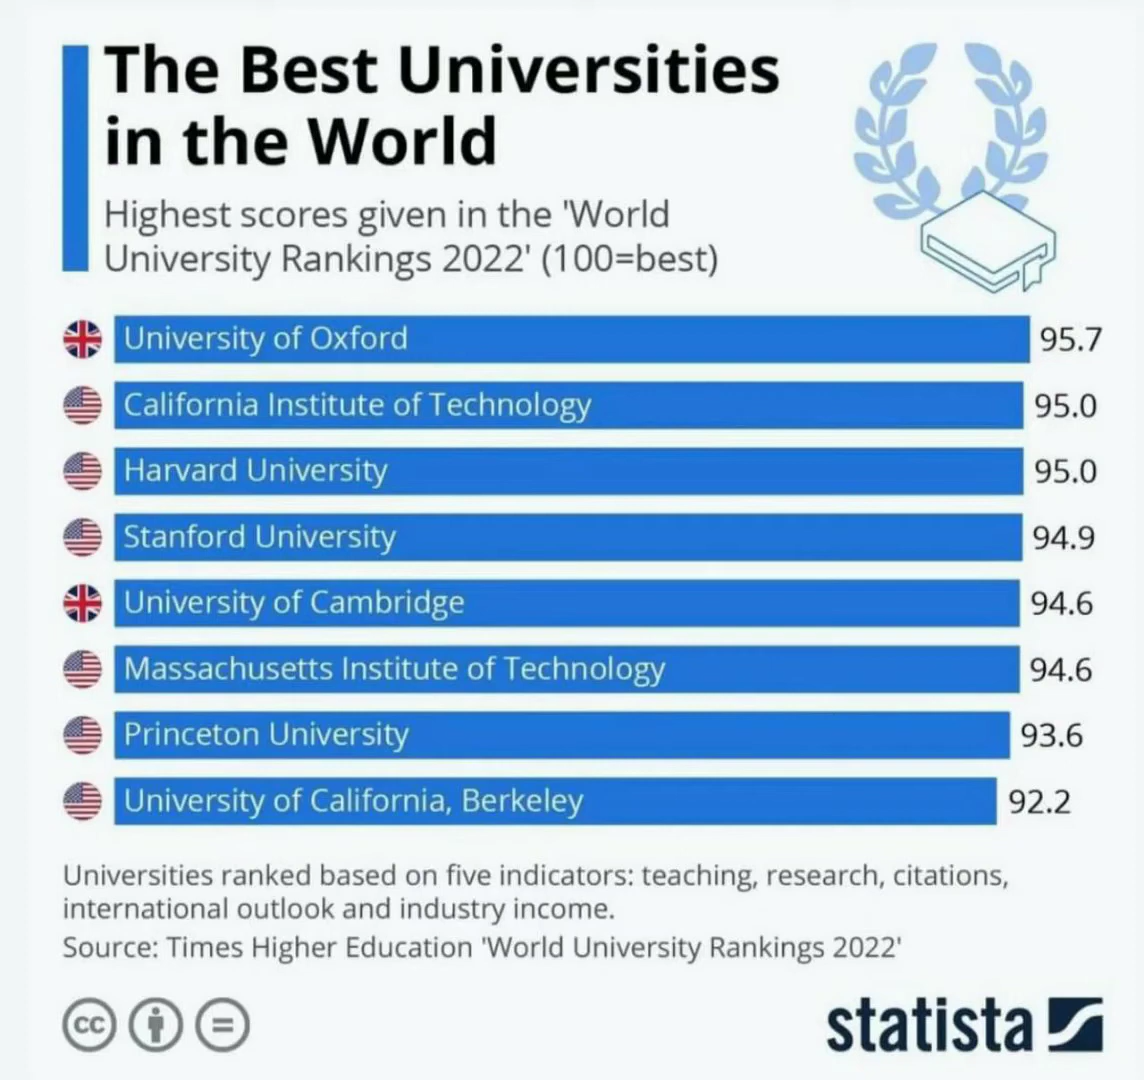 The Best Universities
in the World
Highest scores given in the 'World
University Rankings 2022' (100=best)
University of Oxford 95.7
California Institute of Technology 95.0
Harvard University 95.0
Stanford University 94.9
University of Cambridge 94.6
Massachusetts Institute of Technology 94.6
Princeton University 93.6
University of California, Berkeley 92.2
Universities ranked based on five indicators: teaching, research, citations,
international outlook and industry income.
Source: Times Higher Education 'World University Rankings 2022'
cc = statista